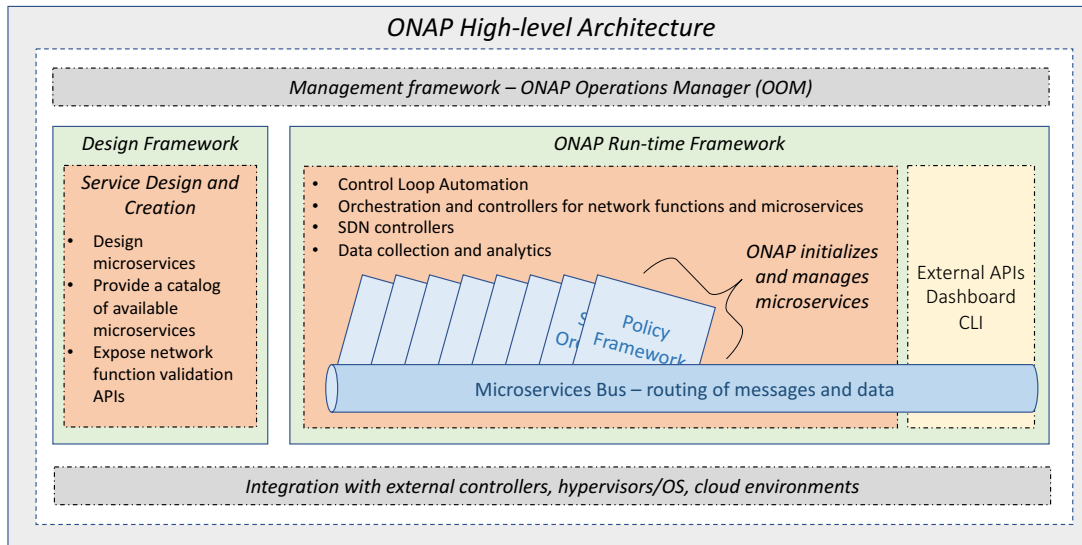 ONAP High-level Architecture
Management framework – ONAP Operations Manager (OOM)
Design Framework
Service Design and
Creation
• Design
microservices
• Provide a catalog
of available
microservices
• Expose network
function validation
APIs
ONAP Run-time Framework
• Control Loop Automation
• Orchestration and controllers for network functions and microservices
• SDN controllers
• Data collection and analytics
ONAP initializes
and manages
microservices
Policy
Framework
Microservices Bus – routing of messages and data
External APIs
Dashboard
CLI
Integration with external controllers, hypervisors/OS, cloud environments